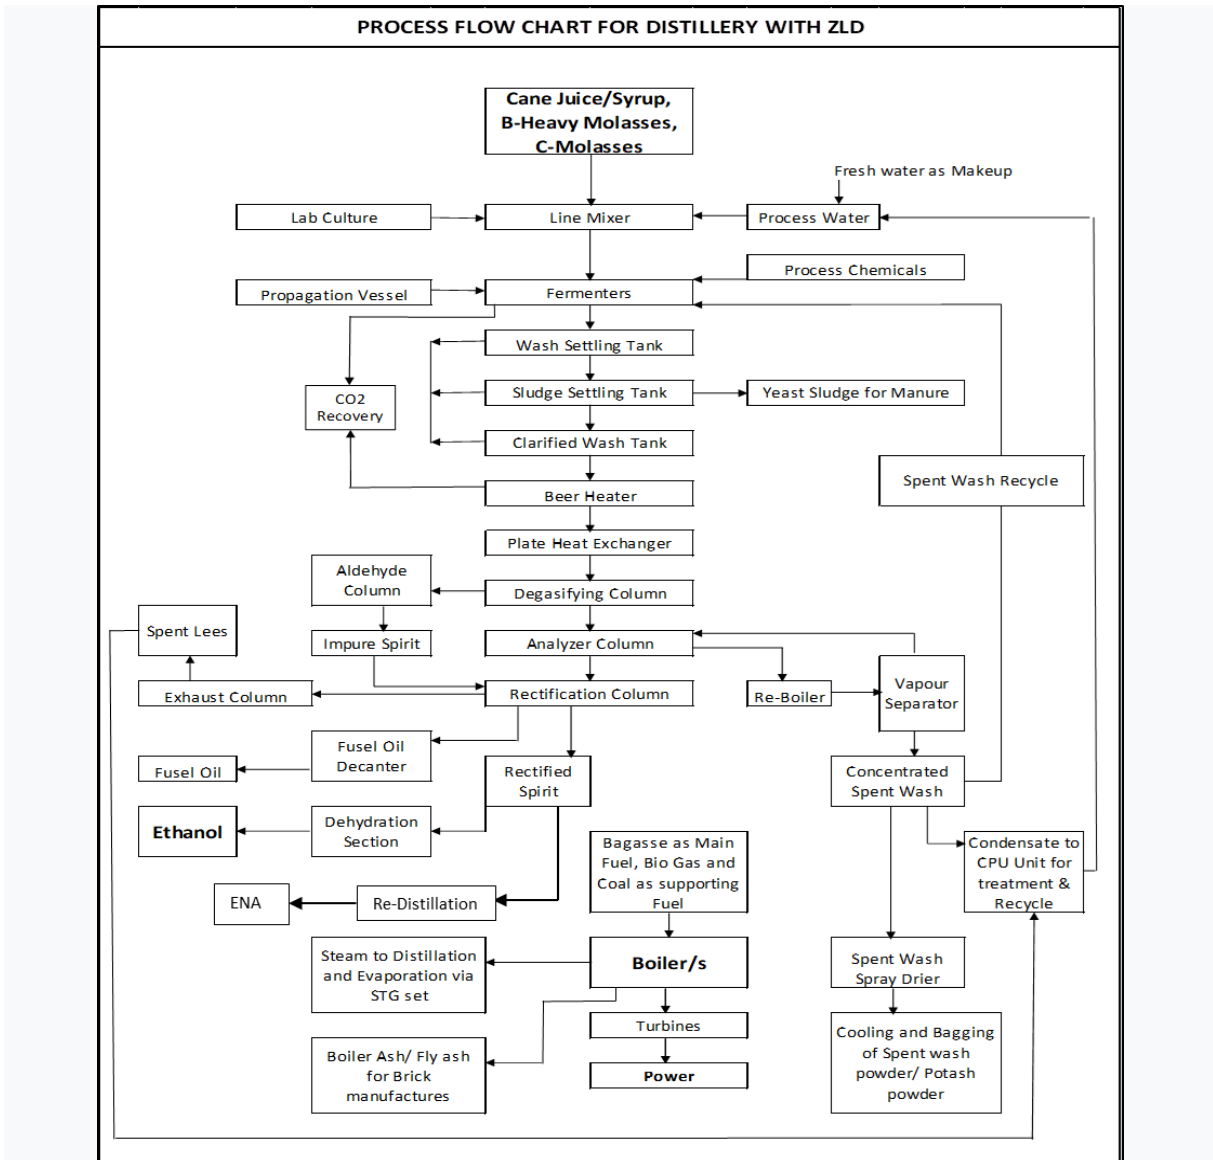 PROCESS FLOW CHART FOR DISTILLERY WITH ZLD
Cane Juice/Syrup,
B-Heavy Molasses,
C-Molasses
Fresh water as Makeup
Lab Culture
Line Mixer
Process Water
Process Chemicals
Propagation Vessel
Fermenters
Wash Settling Tank
CO2
Recovery
Sludge Settling Tank
Yeast Sludge for Manure
Clarified Wash Tank
Spent Wash Recycle
Beer Heater
Plate Heat Exchanger
Aldehyde
Column
Degasifying Column
Spent Lees
Impure Spirit
Analyzer Column
Exhaust Column
Rectification Column
Re-Boiler
Vapour
Separator
Fusel Oil
Decanter
Fusel Oil
Rectified
Spirit
Concentrated
Spent Wash
Ethanol
Dehydration
Section
Bagasse as Main
Fuel, Bio Gas and
Coal as supporting
Fuel
Condensate to
CPU Unit for
treatment &
Recycle
ENA
Re-Distillation
Steam to Distillation
and Evaporation via
STG set
Boiler/s
Spent Wash
Spray Drier
Turbines
Boiler Ash/ Fly ash
for Brick
manufactures
Power
Cooling and Bagging
of Spent wash
powder/ Potash
powder